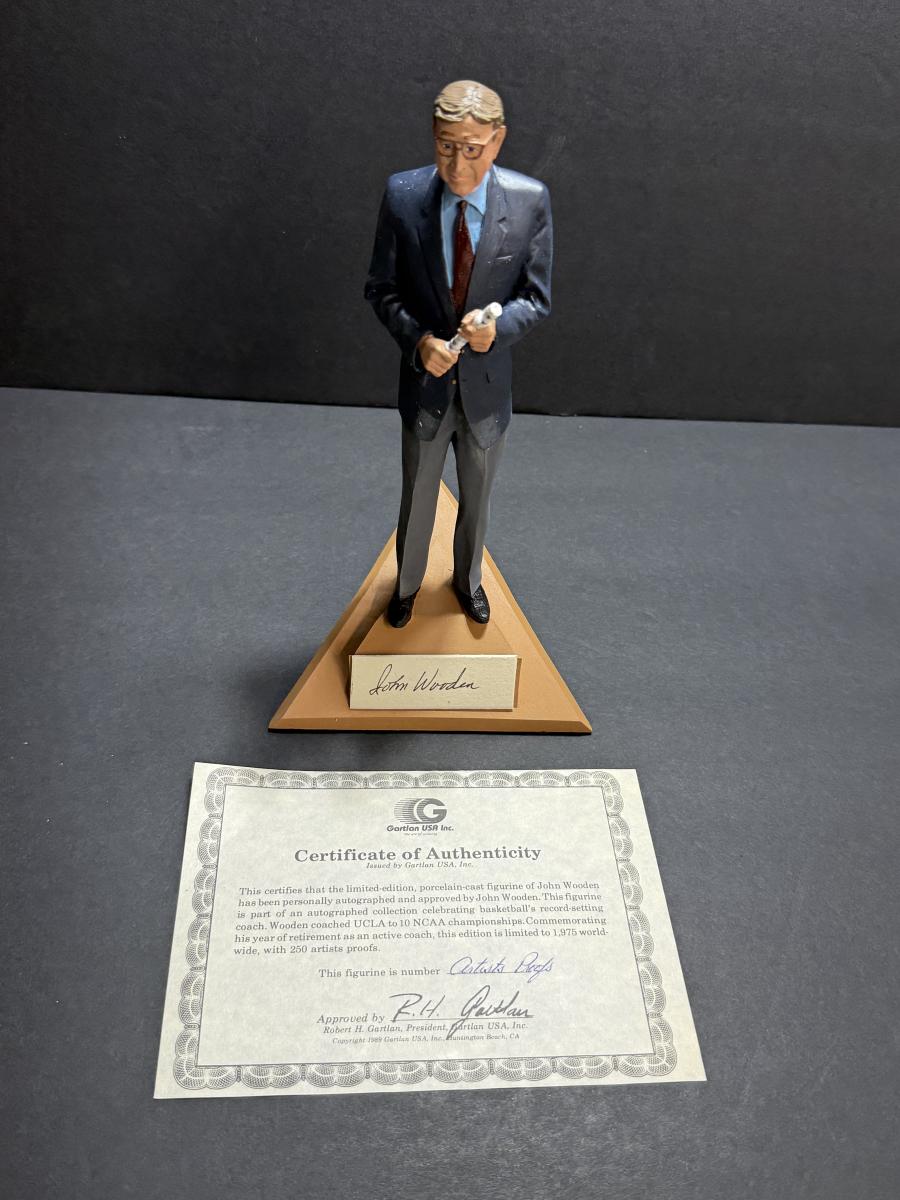 John Wooden
G
Gartlan USA Inc.
Certificate of Authenticity
Issued by Gartlan USA, Inc.
This certifies that the limited-edition, porcelain-cast figurine of John Wooden
has been personally autographed and approved by John Wooden. This figurine
is part of an autographed collection celebrating basketball's record-setting
coach. Wooden coached UCLA to 10 NCAA championships. Commemorating
his year of retirement as an active coach, this edition is limited to 1,975 world-
wide, with 250 artists proofs.
This figurine is number Artists Proofs
Approved by R.H. Gartlan
Robert H. Gartlan, President, Gartlan USA, Inc.
Copyright 1989 Gartlan USA, Inc., Huntington Beach, CA